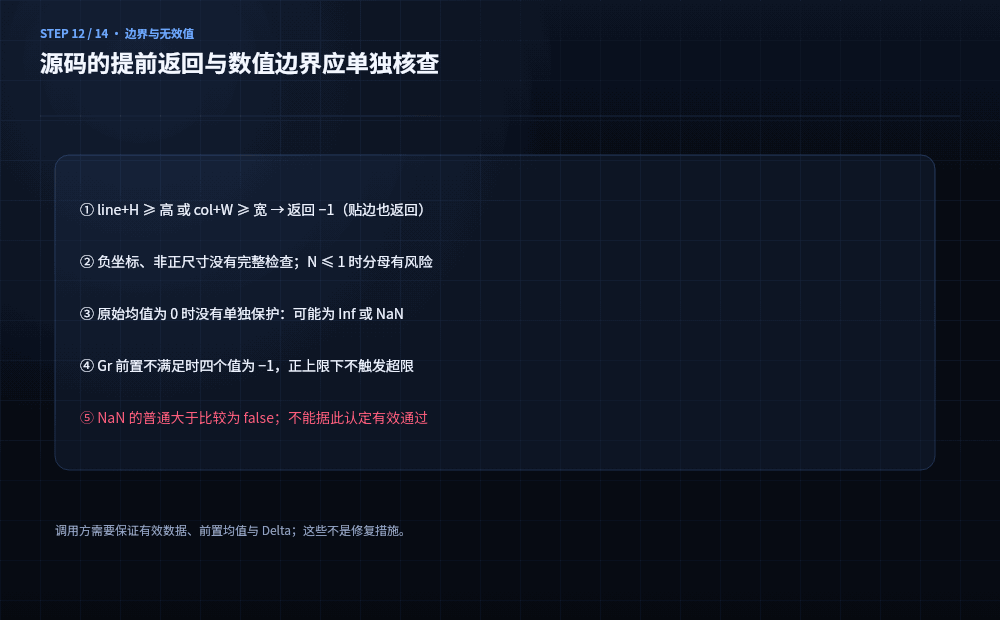 STEP 12 / 14 · 边界与无效值
源码的提前返回与数值边界应单独核查
① line+H ≥ 高 或 col+W ≥ 宽 → 返回 −1（贴边也返回）
② 负坐标、非正尺寸没有完整检查；N ≤ 1 时分母有风险
③ 原始均值为 0 时没有单独保护：可能为 Inf 或 NaN
④ Gr 前置不满足时四个值为 −1，正上限下不触发超限
⑤ NaN 的普通大于比较为 false；不能据此认定有效通过
调用方需要保证有效数据、前置均值与 Delta；这些不是修复措施。